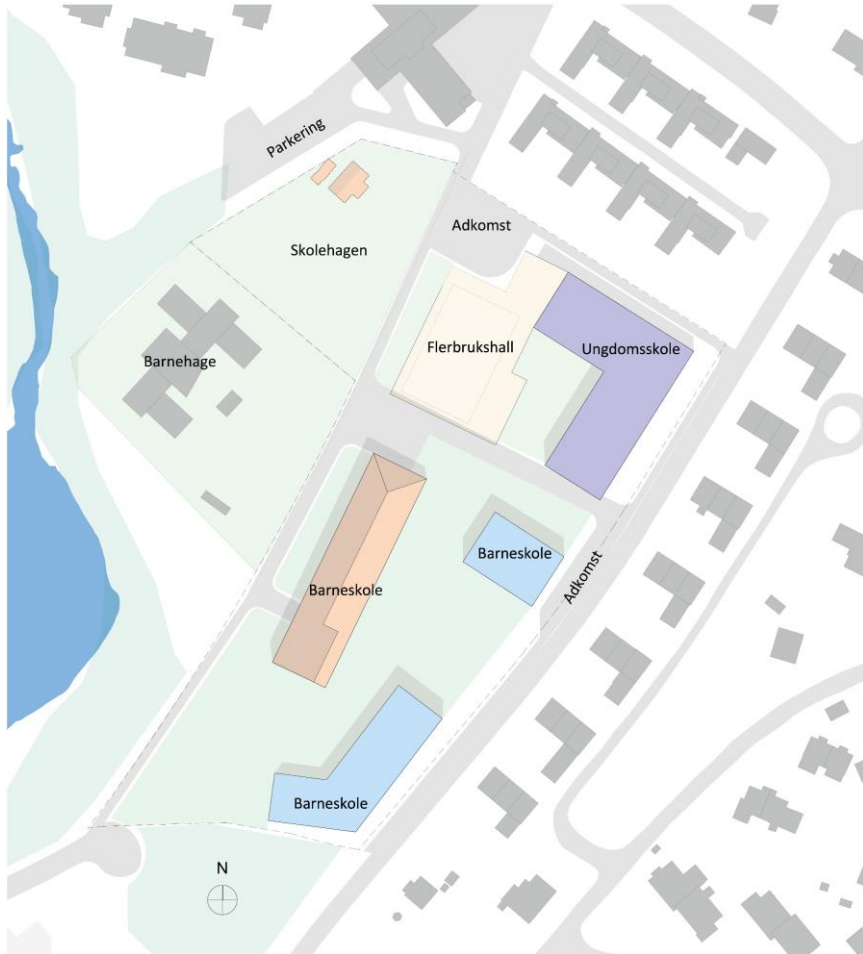 Parkering
Adkomst
Skolehagen
Flerbrukshall
Ungdomsskole
Barnehage
Barneskole
Barneskole
Adkomst
Barneskole
N